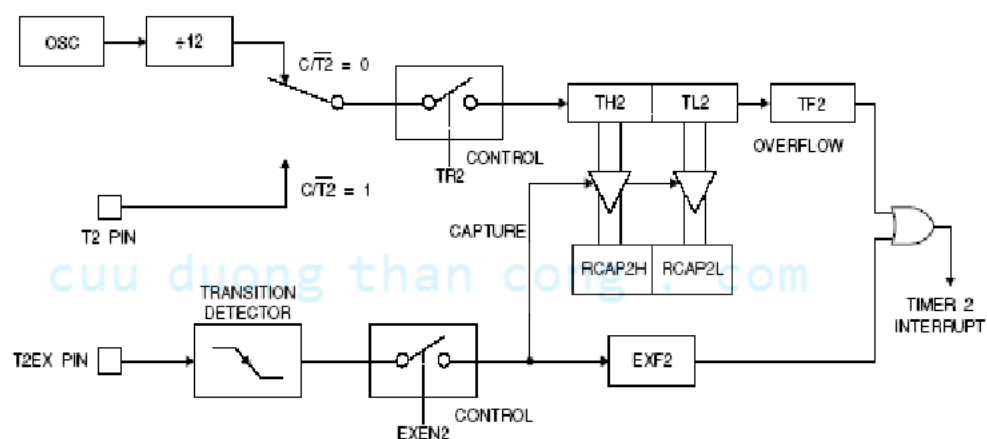 OSC
÷12
C/T2 = 0
TH2
TL2
TF2
OVERFLOW
CONTROL
TR2
C/T2 = 1
T2 PIN
CAPTURE
cuu duong than cong . com
RCAP2H
RCAP2L
TRANSITION
DETECTOR
TIMER 2
INTERRUPT
T2EX PIN
EXF2
CONTROL
EXEN2